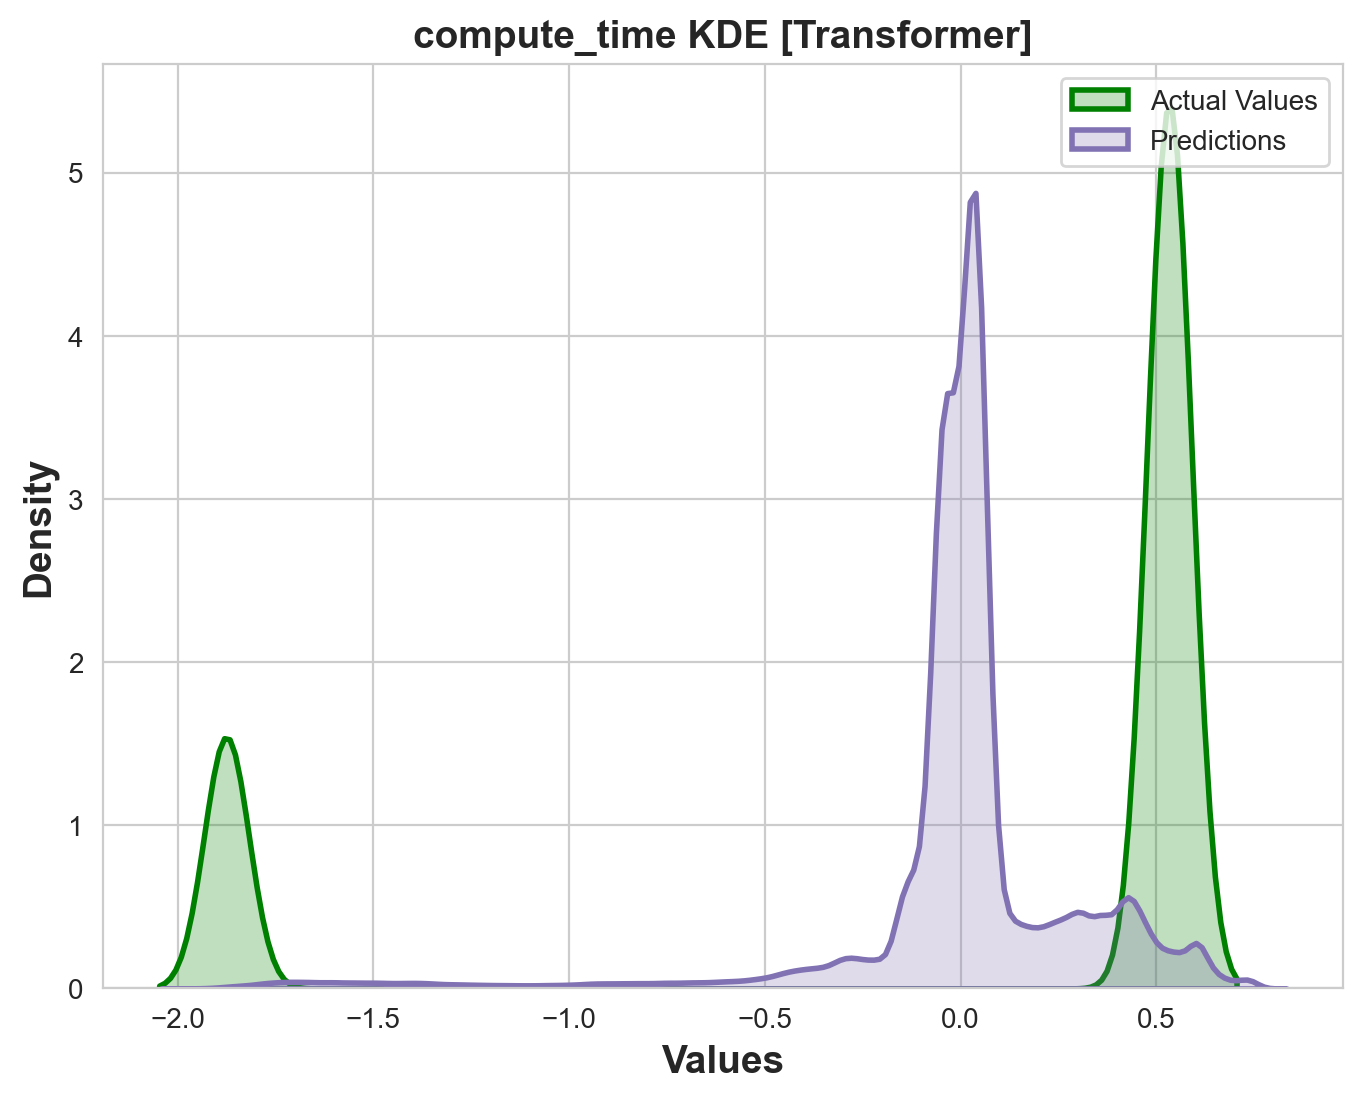 compute_time KDE [Transformer]
Actual Values
Predictions
Density
5
4
3
2
1
0
−2.0 −1.5 −1.0 −0.5 0.0 0.5
Values